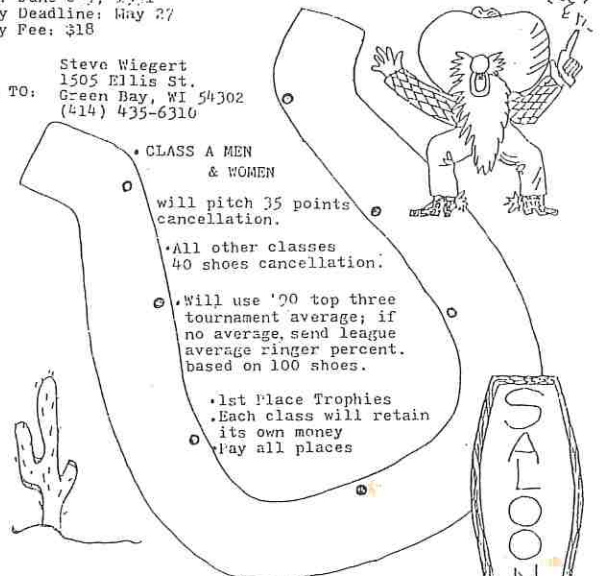 y Deadline: May 27
y Fee: $18
Steve Wiegert
1505 Ellis St.
TO: Green Bay, WI 54302
(414) 435-6310
• CLASS A MEN
& WOMEN
will pitch 35 points
cancellation.
•All other classes
40 shoes cancellation.
•Will use '90 top three
tournament average; if
no average, send league
average ringer percent.
based on 100 shoes.
•1st Place Trophies
•Each class will retain
its own money
•Pay all places
SALOON